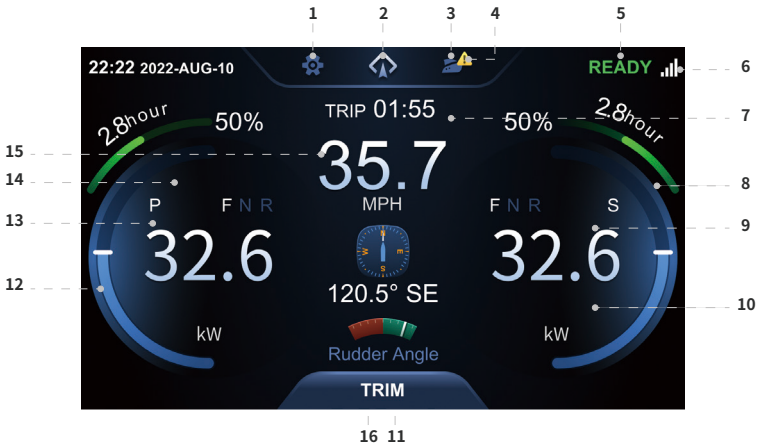 1 2 3 4 5
22:22 2022-AUG-10
READY
6
2.8hour 50%
TRIP 01:55
50% 2.8hour
7
15
35.7
14
8
MPH
P F N R
F N R S
13
9
N
W E
S
32.6
32.6
12
120.5° SE
10
kW
kW
Rudder Angle
TRIM
16 11